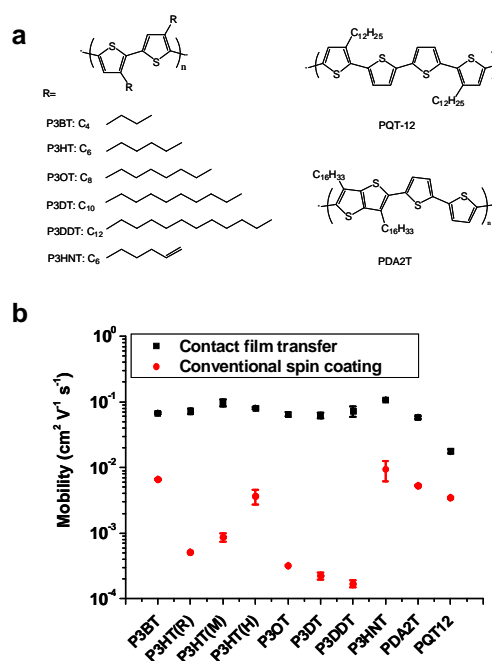 a
R
S
S
n
R
R=
P3BT: C4
P3HT: C6
P3OT: C8
P3DT: C10
P3DDT: C12
P3HNT: C6
C12H25
S
S
S
S
n
C12H25
PQT-12
C16H33
S
S
S
S
n
C16H33
PDA2T
b
Contact film transfer
Conventional spin coating
Mobility (cm2 V-1 s-1)
10^0
10^-1
10^-2
10^-3
10^-4
P3BT
P3HT(R)
P3HT(M)
P3HT(H)
P3OT
P3DT
P3DDT
P3HNT
PDA2T
PQT12